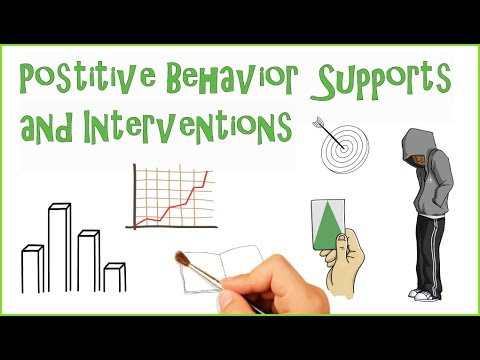 Postitive Behavior Supports
and Interventions